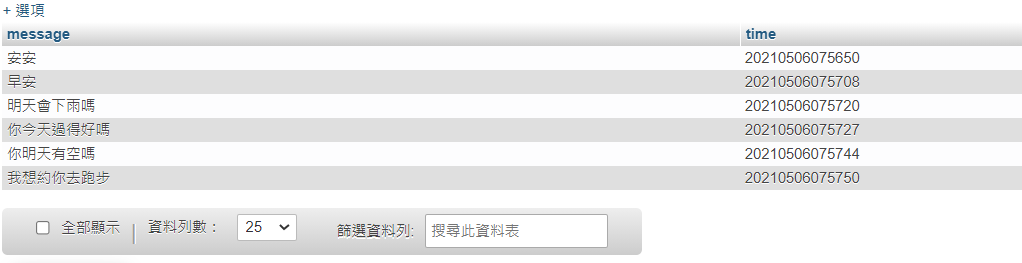 + 選項
message time
安安 20210506075650
早安 20210506075708
明天會下雨嗎 20210506075720
你今天過得好嗎 20210506075727
你明天有空嗎 20210506075744
我想約你去跑步 20210506075750
全部顯示 資料列數： 25 篩選資料列: 搜尋此資料表